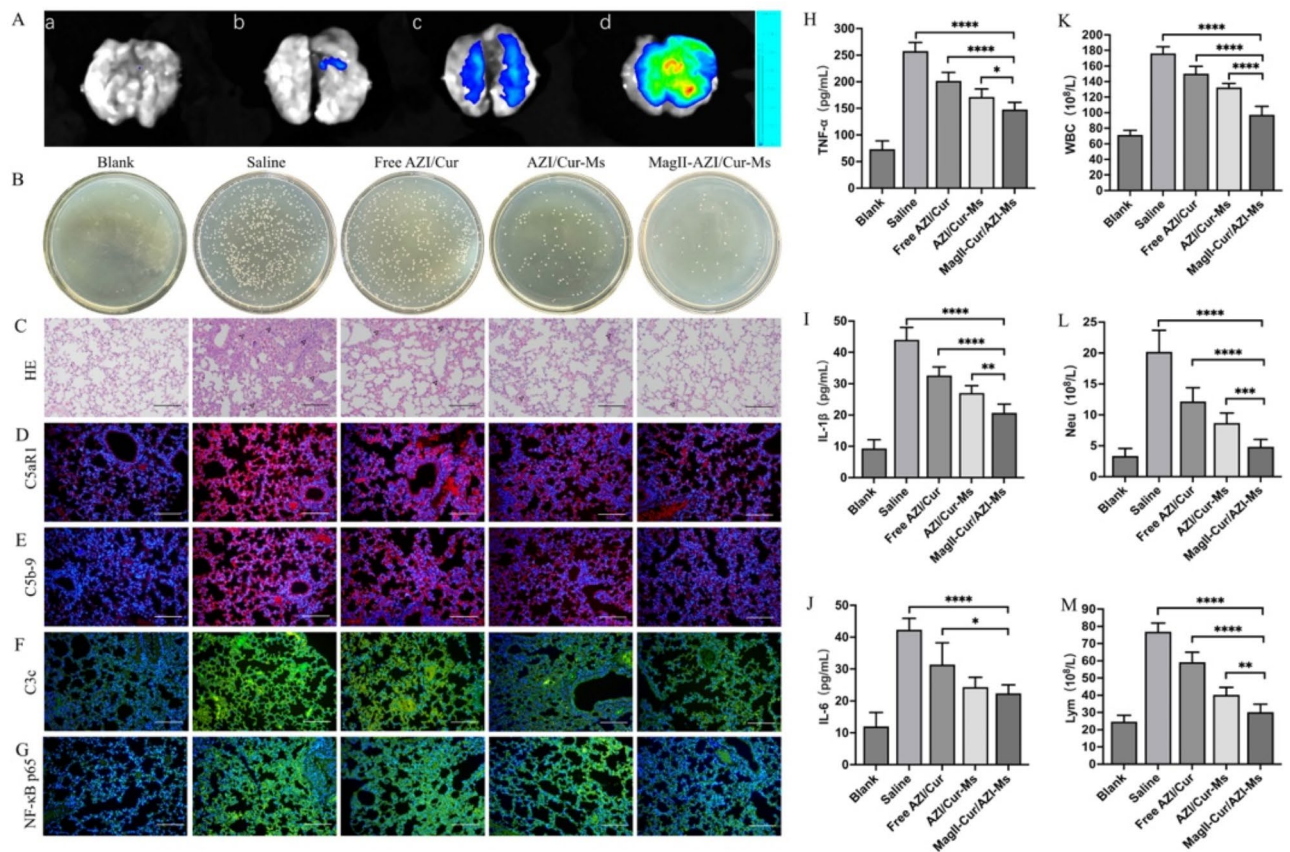 A
a
b
c
d
Blank
Saline
Free AZI/Cur
AZI/Cur-Ms
MagII-AZI/Cur-Ms
B
C
HE
D
C5aR1
E
C5b-9
F
C3c
G
NF-κB p65
H
TNF-α (pg/mL)
300
250
200
150
100
50
0
****
****
*
Blank
Saline
Free AZI/Cur
AZI/Cur-Ms
MagII-Cur/AZI-Ms
K
WBC (10⁸/L)
200
180
160
140
120
100
80
60
40
20
0
****
****
****
Blank
Saline
Free AZI/Cur
AZI/Cur-Ms
MagII-Cur/AZI-Ms
I
IL-1β (pg/mL)
50
40
30
20
10
0
****
****
**
Blank
Saline
Free AZI/Cur
AZI/Cur-Ms
MagII-Cur/AZI-Ms
L
Neu (10⁸/L)
25
20
15
10
5
0
****
****
***
Blank
Saline
Free AZI/Cur
AZI/Cur-Ms
MagII-Cur/AZI-Ms
J
IL-6 (pg/mL)
50
40
30
20
10
0
****
*
Blank
Saline
Free AZI/Cur
AZI/Cur-Ms
MagII-Cur/AZI-Ms
M
Lym (10⁸/L)
90
80
70
60
50
40
30
20
10
0
****
****
**
Blank
Saline
Free AZI/Cur
AZI/Cur-Ms
MagII-Cur/AZI-Ms